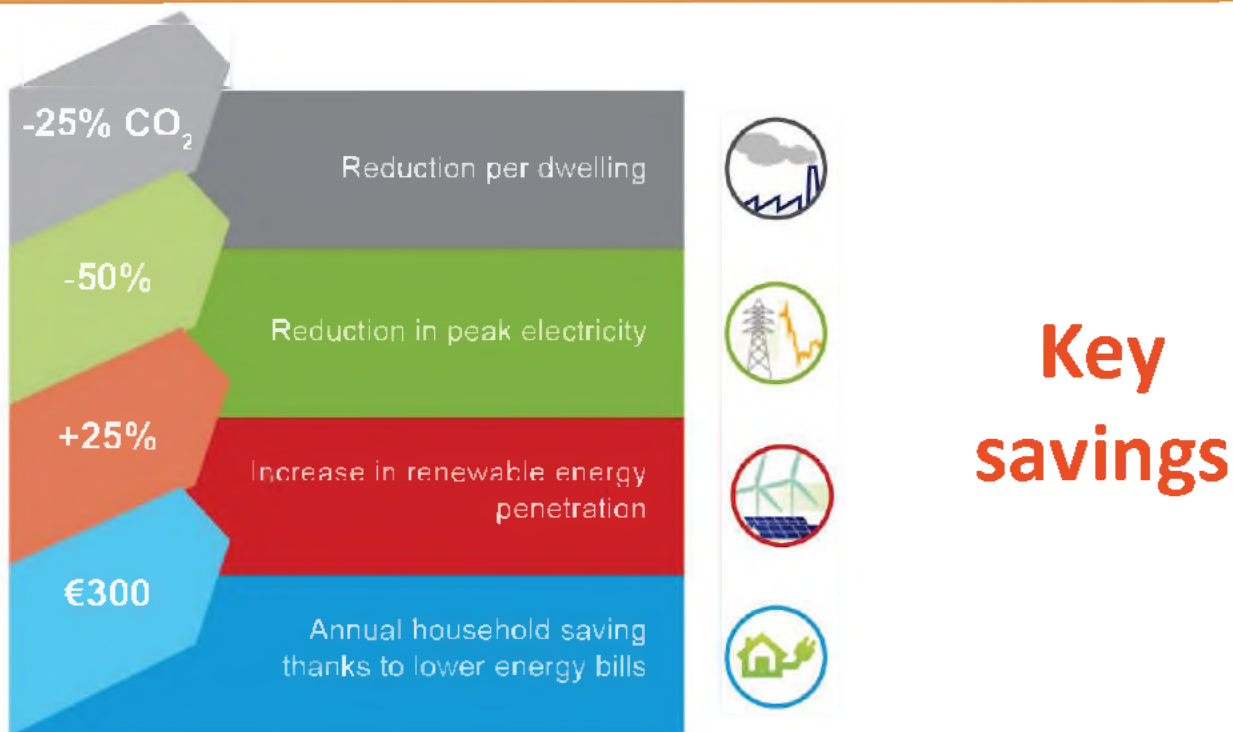 -25% CO₂
Reduction per dwelling
-50%
Reduction in peak electricity
+25%
Increase in renewable energy
penetration
€300
Annual household saving
thanks to lower energy bills
Key
savings